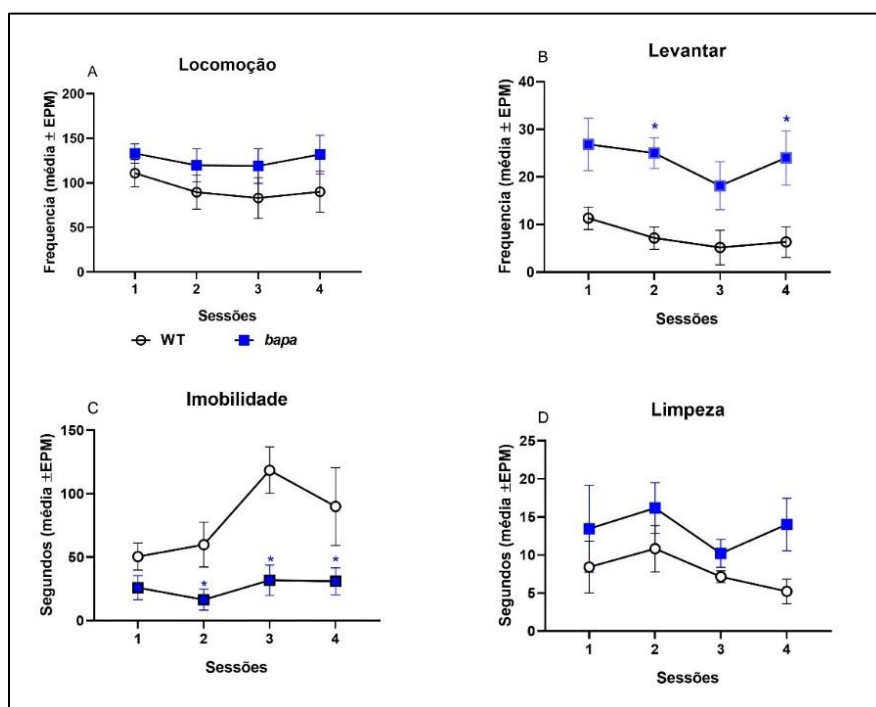 A
Locomoção
Frequencia (média ± EPM)
200
150
100
50
0
1 2 3 4
Sessões
WT bapa
B
Levantar
Frequencia (média ± EPM)
40
30
20
10
0
* *
1 2 3 4
Sessões
C
Imobilidade
Segundos (média ±EPM)
150
100
50
0
* * *
1 2 3 4
Sessões
D
Limpeza
Segundos (média ±EPM)
25
20
15
10
5
0
1 2 3 4
Sessões